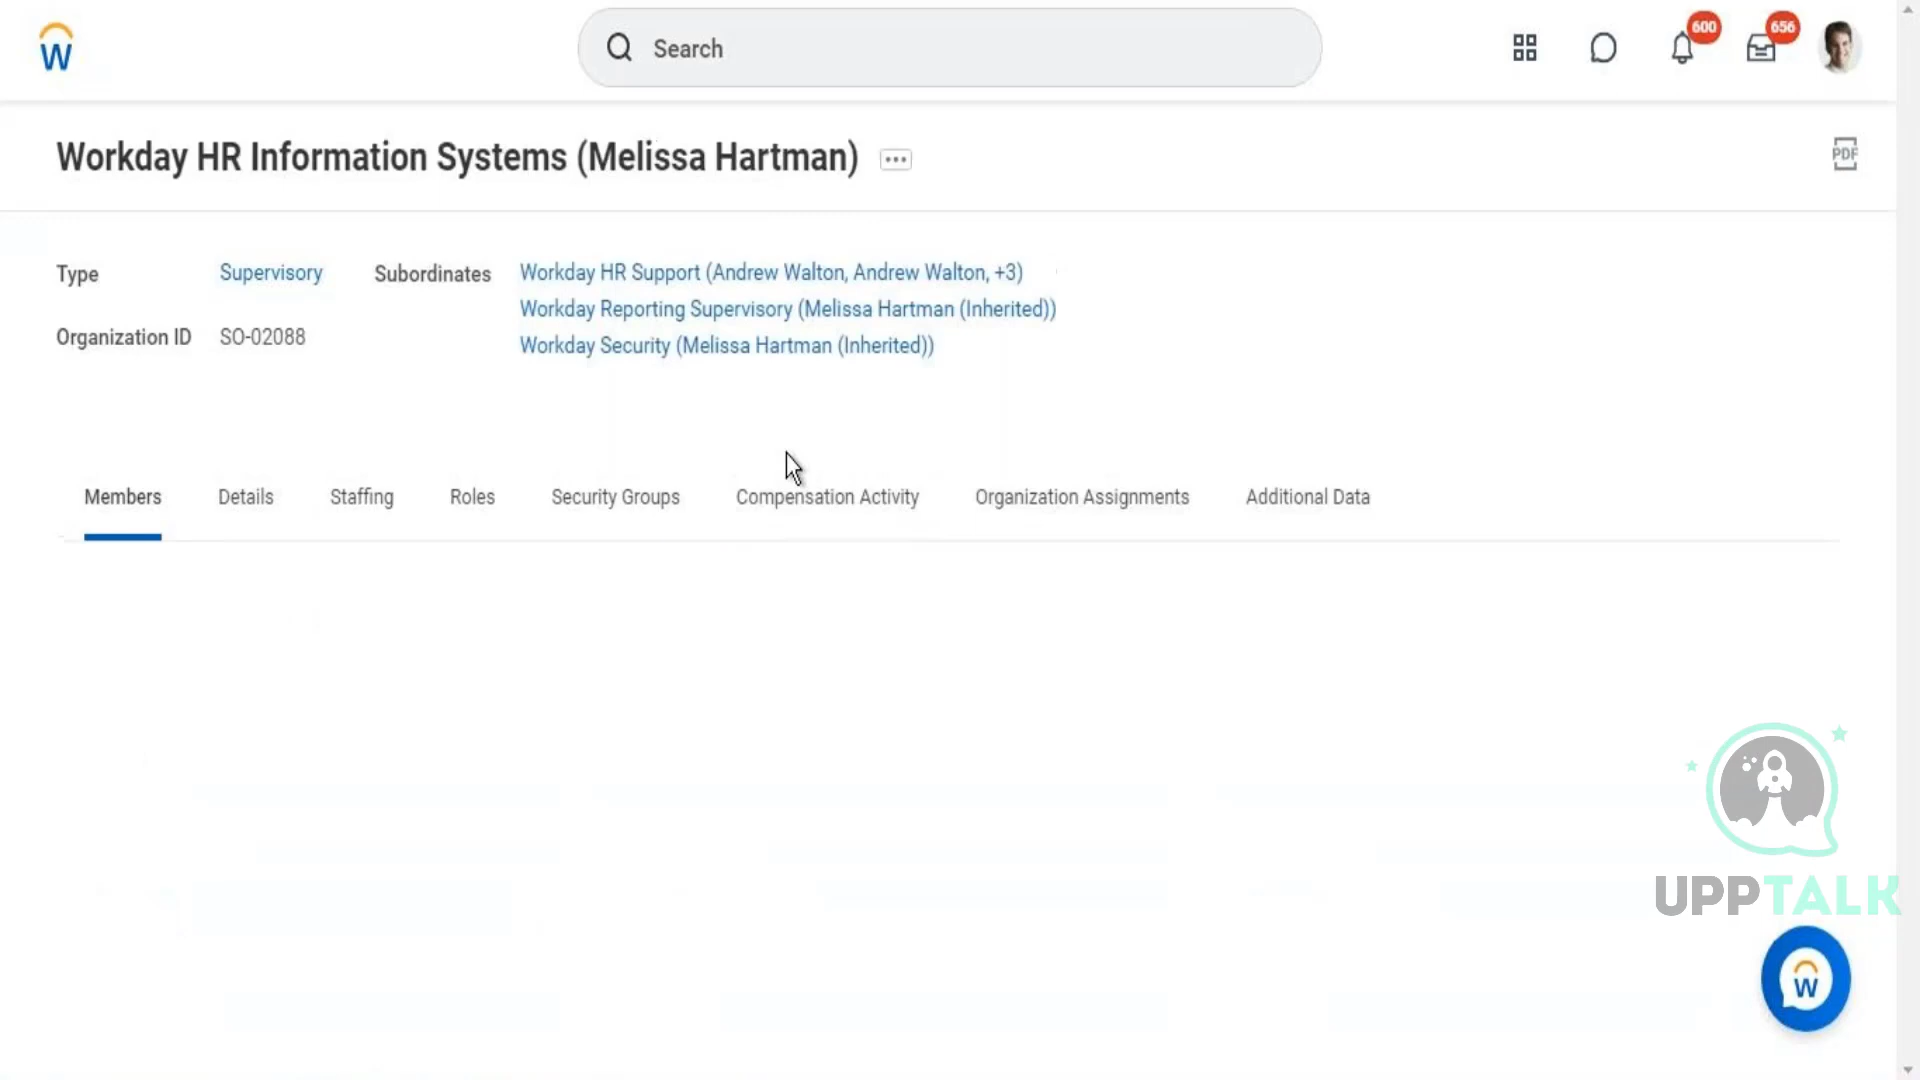 W
Search
600
656
Workday HR Information Systems (Melissa Hartman)
PDF
Type
Supervisory
Subordinates
Workday HR Support (Andrew Walton, Andrew Walton, +3)
Workday Reporting Supervisory (Melissa Hartman (Inherited))
Workday Security (Melissa Hartman (Inherited))
Organization ID
SO-02088
Members
Details
Staffing
Roles
Security Groups
Compensation Activity
Organization Assignments
Additional Data
UPPTALK
W